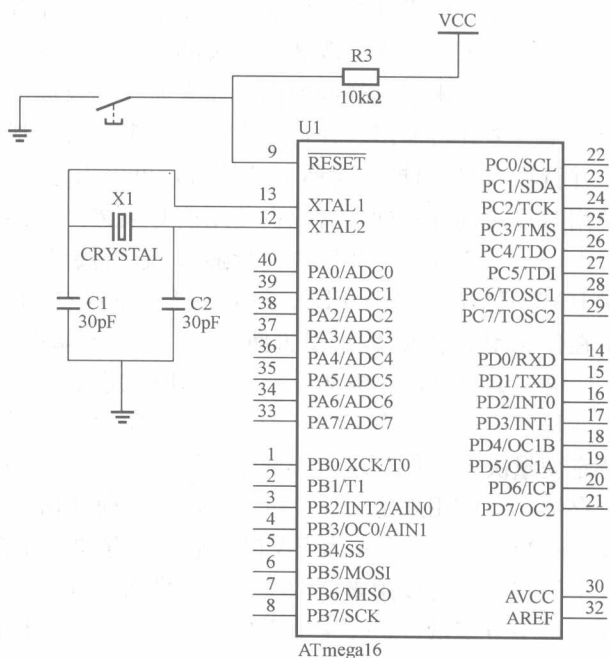 VCC
R3
10kΩ
U1
9
RESET
X1
13
XTAL1
12
XTAL2
CRYSTAL
C1
30pF
C2
30pF
40
PA0/ADC0
39
PA1/ADC1
38
PA2/ADC2
37
PA3/ADC3
36
PA4/ADC4
35
PA5/ADC5
34
PA6/ADC6
33
PA7/ADC7
1
PB0/XCK/T0
2
PB1/T1
3
PB2/INT2/AIN0
4
PB3/OC0/AIN1
5
PB4/SS
6
PB5/MOSI
7
PB6/MISO
8
PB7/SCK
22
PC0/SCL
23
PC1/SDA
24
PC2/TCK
25
PC3/TMS
26
PC4/TDO
27
PC5/TDI
28
PC6/TOSC1
29
PC7/TOSC2
14
PD0/RXD
15
PD1/TXD
16
PD2/INT0
17
PD3/INT1
18
PD4/OC1B
19
PD5/OC1A
20
PD6/ICP
21
PD7/OC2
30
AVCC
32
AREF
ATmega16